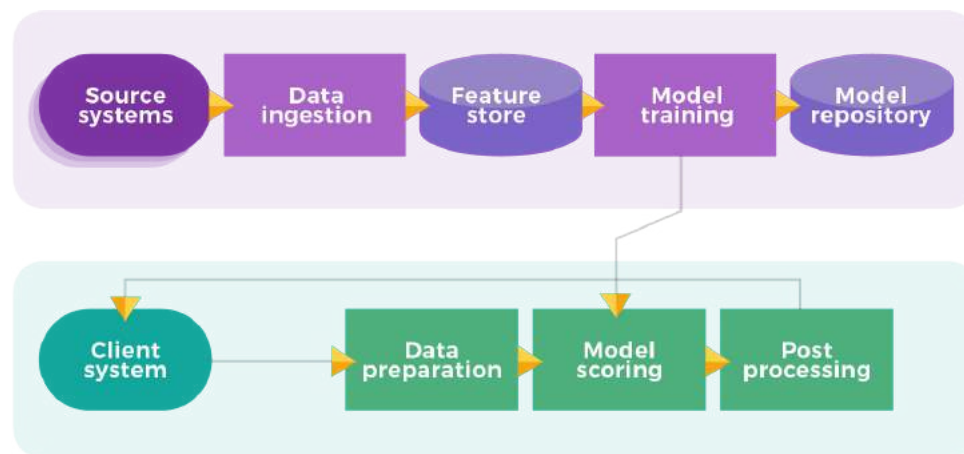 Source
systems
Data
ingestion
Feature
store
Model
training
Model
repository
Client
system
Data
preparation
Model
scoring
Post
processing